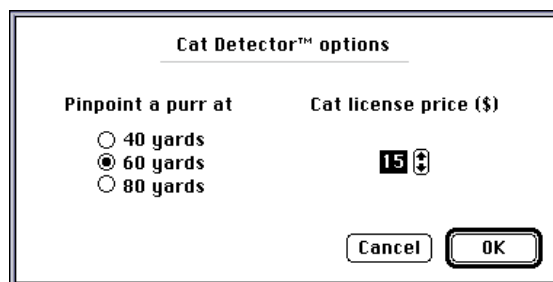 Cat Detector™ options
Pinpoint a purr at
40 yards
60 yards
80 yards
Cat license price ($)
15
Cancel
OK